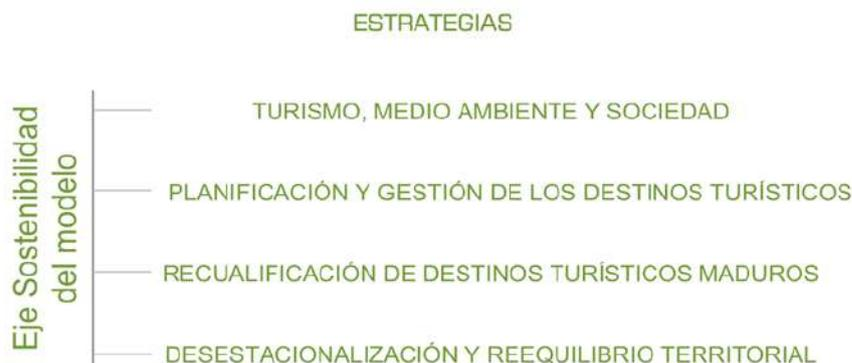 ESTRATEGIAS
Eje Sostenibilidad
del modelo
TURISMO, MEDIO AMBIENTE Y SOCIEDAD
PLANIFICACIÓN Y GESTIÓN DE LOS DESTINOS TURÍSTICOS
RECUALIFICACIÓN DE DESTINOS TURÍSTICOS MADUROS
DESESTACIONALIZACIÓN Y REEQUILIBRIO TERRITORIAL